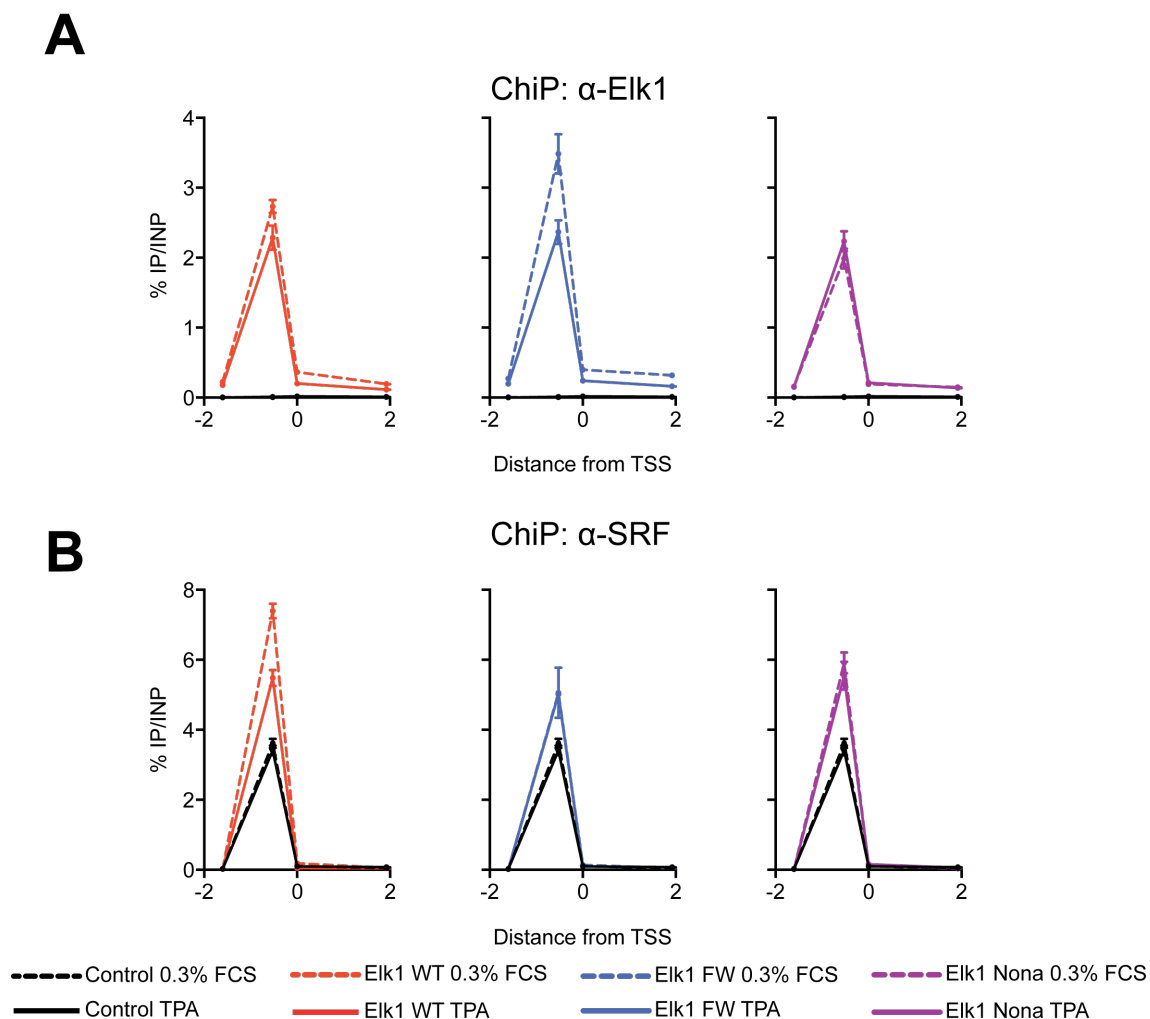 A
ChiP: α-Elk1
% IP/INP
4
3
2
1
0
-2 0 2
-2 0 2
-2 0 2
Distance from TSS
B
ChiP: α-SRF
% IP/INP
8
6
4
2
0
-2 0 2
-2 0 2
-2 0 2
Distance from TSS
Control 0.3% FCS Elk1 WT 0.3% FCS Elk1 FW 0.3% FCS Elk1 Nona 0.3% FCS
Control TPA Elk1 WT TPA Elk1 FW TPA Elk1 Nona TPA